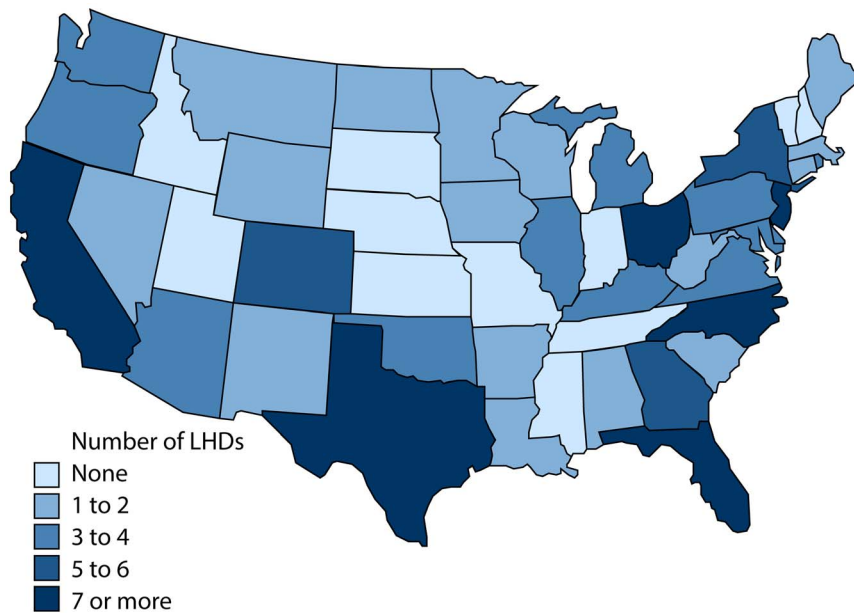 Number of LHDs
None
1 to 2
3 to 4
5 to 6
7 or more